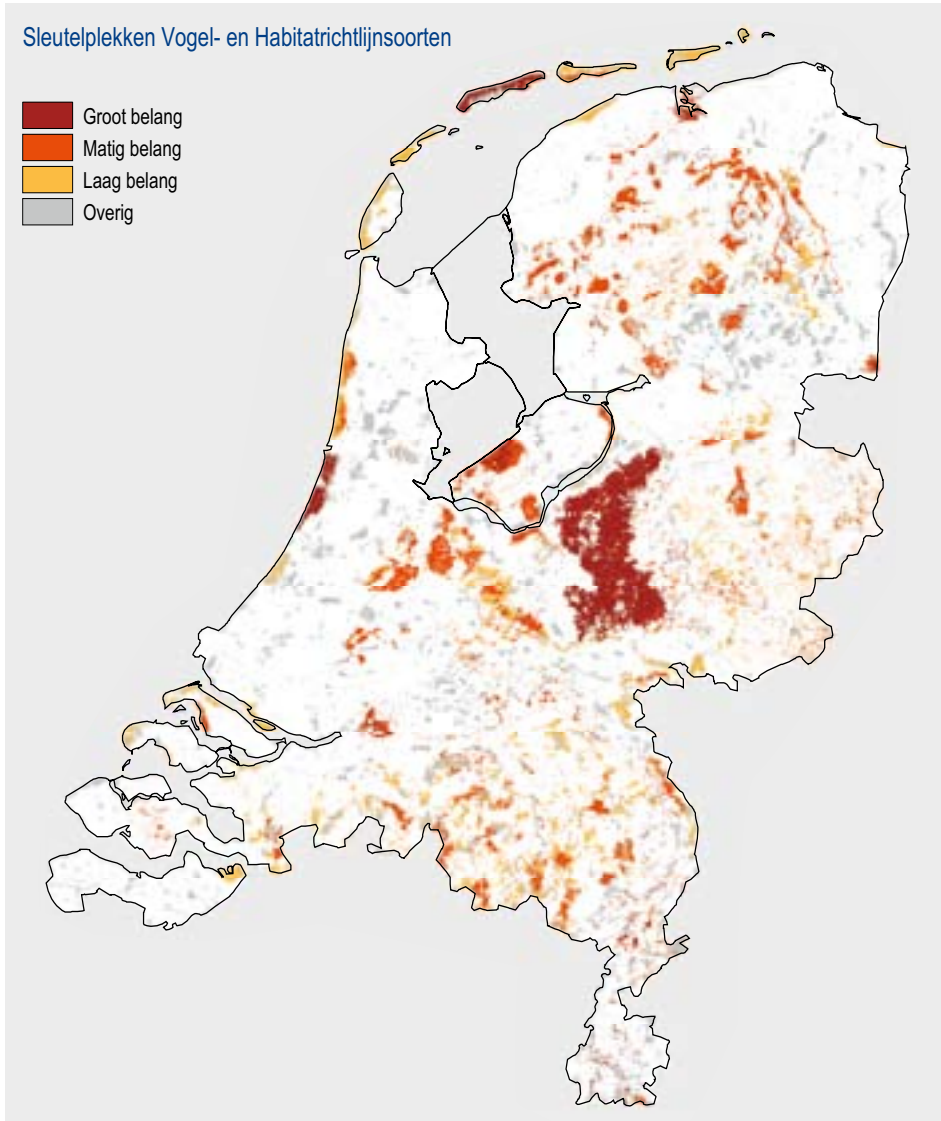 Sleutelplekken Vogel- en Habitatrichtlijnsoorten
Groot belang
Matig belang
Laag belang
Overig